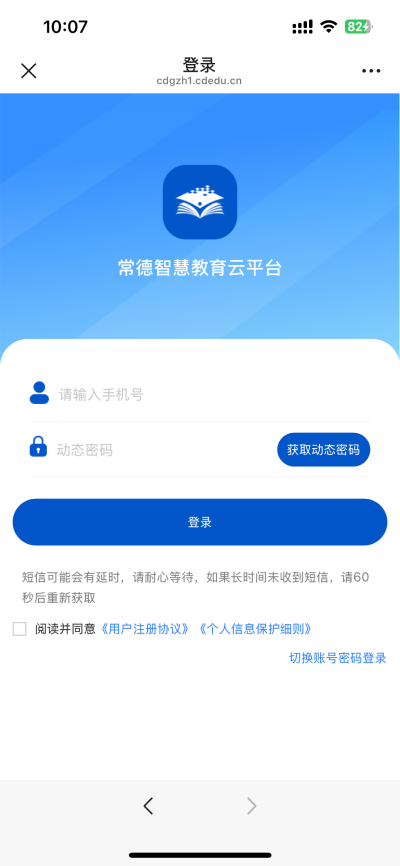 10:07
82
登录
cdgzh1.cdedu.cn
常德智慧教育云平台
请输入手机号
动态密码
获取动态密码
登录
短信可能会有延时，请耐心等待，如果长时间未收到短信，请60
秒后重新获取
阅读并同意《用户注册协议》《个人信息保护细则》
切换账号密码登录